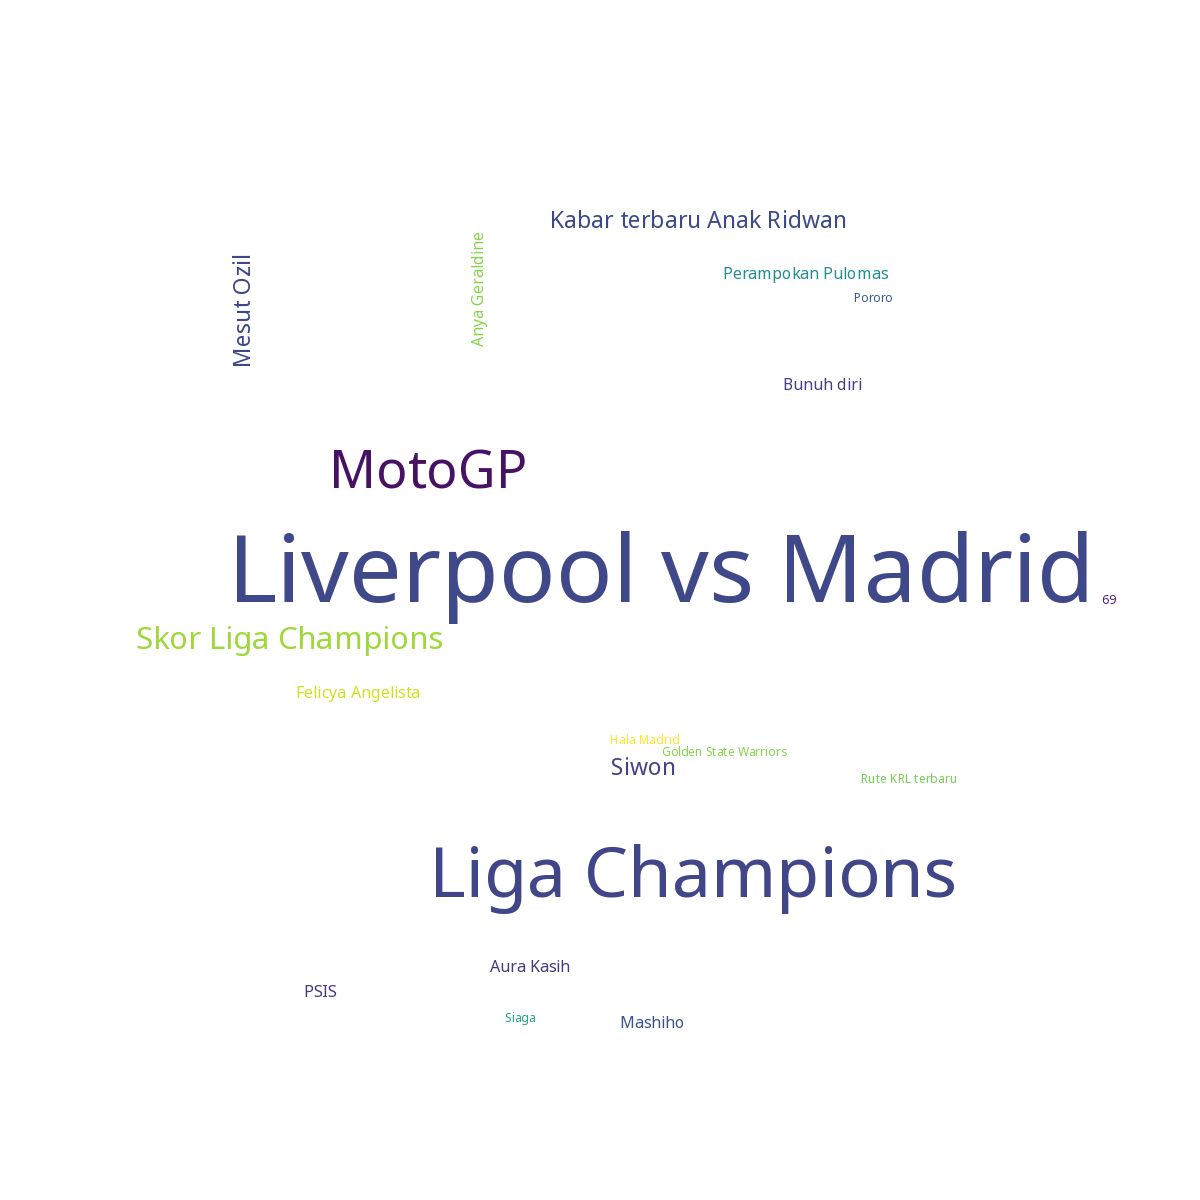 Kabar terbaru Anak Ridwan
Mesut Ozil
Anya Geraldine
Perampokan Pulomas
Pororo
Bunuh diri
MotoGP
Liverpool vs Madrid
69
Skor Liga Champions
Felicya Angelista
Hala Madrid
Golden State Warriors
Siwon
Rute KRL terbaru
Liga Champions
Aura Kasih
PSIS
Siaga
Mashiho